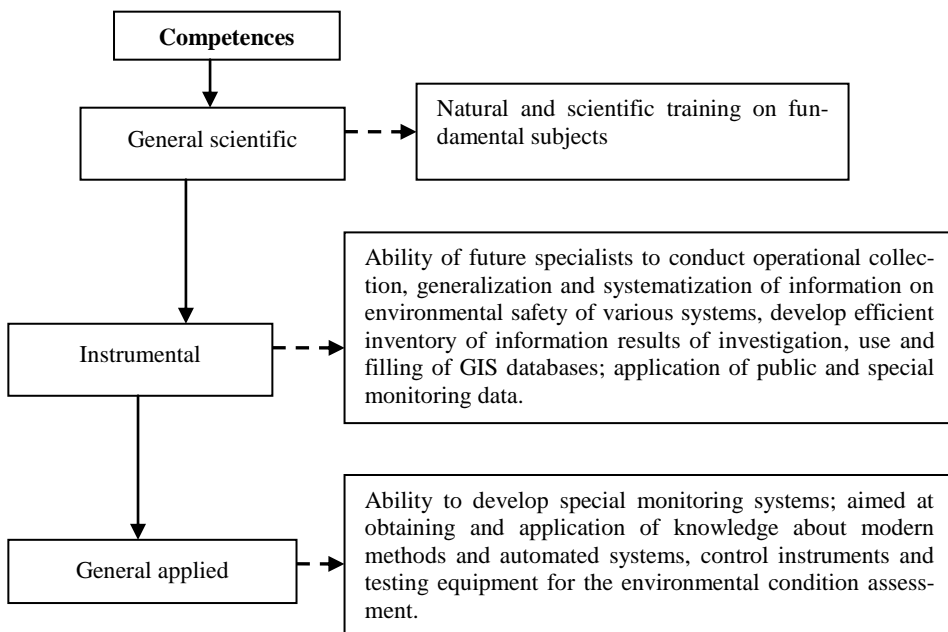 Competences
General scientific
Natural and scientific training on fun-
damental subjects
Ability of future specialists to conduct operational collec-
tion, generalization and systematization of information on
environmental safety of various systems, develop efficient
inventory of information results of investigation, use and
filling of GIS databases; application of public and special
monitoring data.
Instrumental
Ability to develop special monitoring systems; aimed at
obtaining and application of knowledge about modern
methods and automated systems, control instruments and
testing equipment for the environmental condition assess-
ment.
General applied